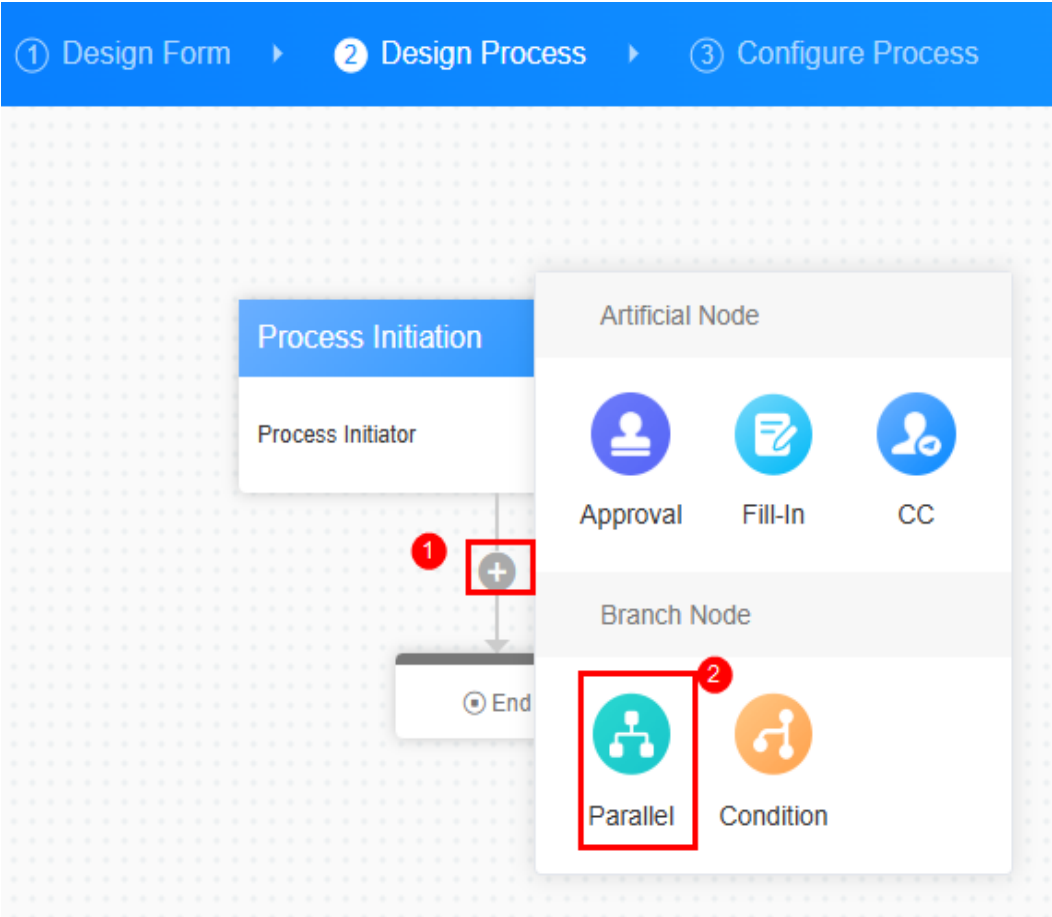 1 Design Form 2 Design Process 3 Configure Process
Process Initiation
Process Initiator
1
End
Artificial Node
Approval Fill-In CC
Branch Node
2
Parallel Condition